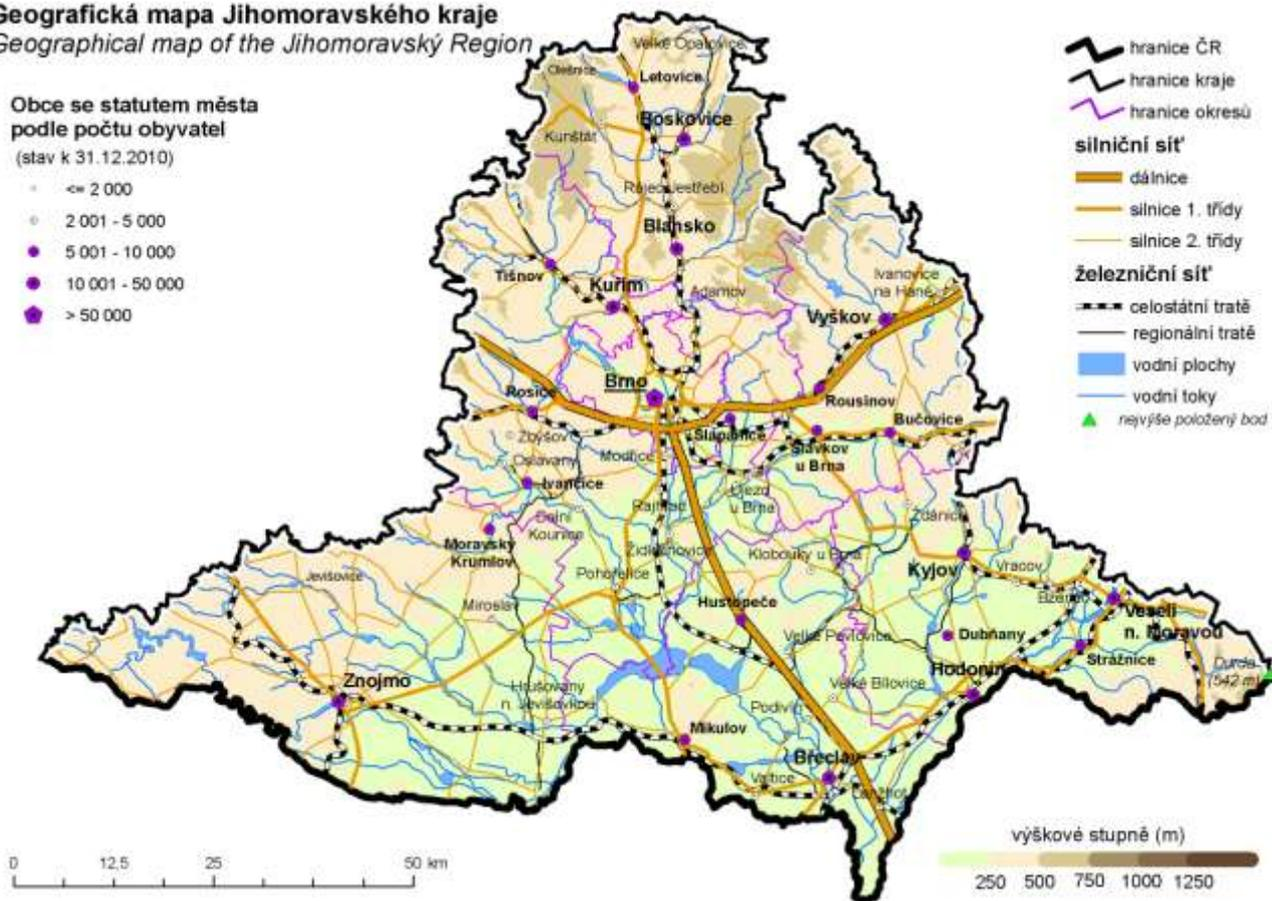 Geografická mapa Jihomoravského kraje
Geographical map of the Jihomoravský Region
Obce se statutem města
podle počtu obyvatel
(stav k 31.12.2010)
<= 2 000
2 001 - 5 000
5 001 - 10 000
10 001 - 50 000
> 50 000
hranice ČR
hranice kraje
hranice okresů
silniční síť
dálnice
silnice 1. třídy
silnice 2. třídy
železniční síť
celostátní tratě
regionální tratě
vodní plochy
vodní toky
nejvýše položený bod
Velké Opatovice
Olešnice
Letovice
Kunštát
Boskovice
Rájec-Jestřebí
Blansko
Tišnov
Kuřim
Adamov
Ivanovice
na Hané
Vyškov
Brno
Rosice
Rousínov
Zbýšov
Šlapanice
Bučovice
Slavkov
u Brna
Oslavany
Modřice
Ivančice
Újezd
u Brna
Dolní
Kounice
Rajhrad
Ždánice
Moravský
Krumlov
Židlochovice
Klobouky u Brna
Kyjov
Vracov
Jevišovice
Pohořelice
Bzenec
Miroslav
Hustopeče
Veselí
n. Moravou
Velké Pavlovice
Dubňany
Strážnice
Durda
(542 m)
Znojmo
Hrušovany
n. Jevišovkou
Hodonín
Velké Bílovice
Podivín
Mikulov
Břeclav
Valtice
Lanžhot
0 12,5 25 50 km
výškové stupně (m)
250 500 750 1000 1250